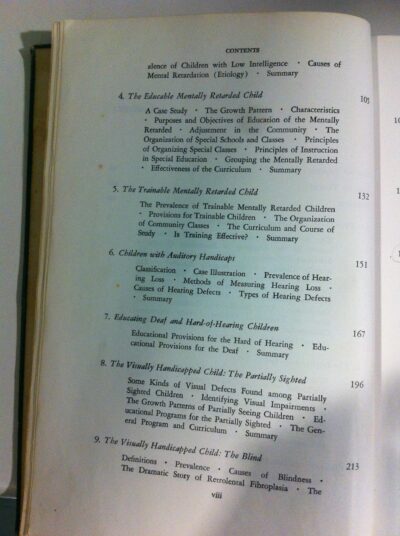 CONTENTS
alence of Children with Low Intelligence · Causes of
Mental Retardation (Etiology) · Summary
4. The Educable Mentally Retarded Child 105
A Case Study · The Growth Pattern · Characteristics
· Purposes and Objectives of Education of the Mentally
Retarded · Adjustment in the Community · The
Organization of Special Schools and Classes · Principles
of Organizing Special Classes · Principles of Instruction
in Special Education · Grouping the Mentally Retarded
· Effectiveness of the Curriculum · Summary
5. The Trainable Mentally Retarded Child 132
The Prevalence of Trainable Mentally Retarded Children
· Provisions for Trainable Children · The Organization
of Community Classes · The Curriculum and Course of
Study · Is Training Effective? · Summary
6. Children with Auditory Handicaps 151
Classification · Case Illustration · Prevalence of Hear-
ing Loss · Methods of Measuring Hearing Loss ·
Causes of Hearing Defects · Types of Hearing Defects
· Summary
7. Educating Deaf and Hard-of-Hearing Children 167
Educational Provisions for the Hard of Hearing · Edu-
cational Provisions for the Deaf · Summary
8. The Visually Handicapped Child: The Partially Sighted 196
Some Kinds of Visual Defects Found among Partially
Sighted Children · Identifying Visual Impairments ·
The Growth Patterns of Partially Seeing Children · Ed-
ucational Programs for the Partially Sighted · The Gen-
eral Program and Curriculum · Summary
9. The Visually Handicapped Child: The Blind 213
Definitions · Prevalence · Causes of Blindness ·
The Dramatic Story of Retrolental Fibroplasia · The
viii